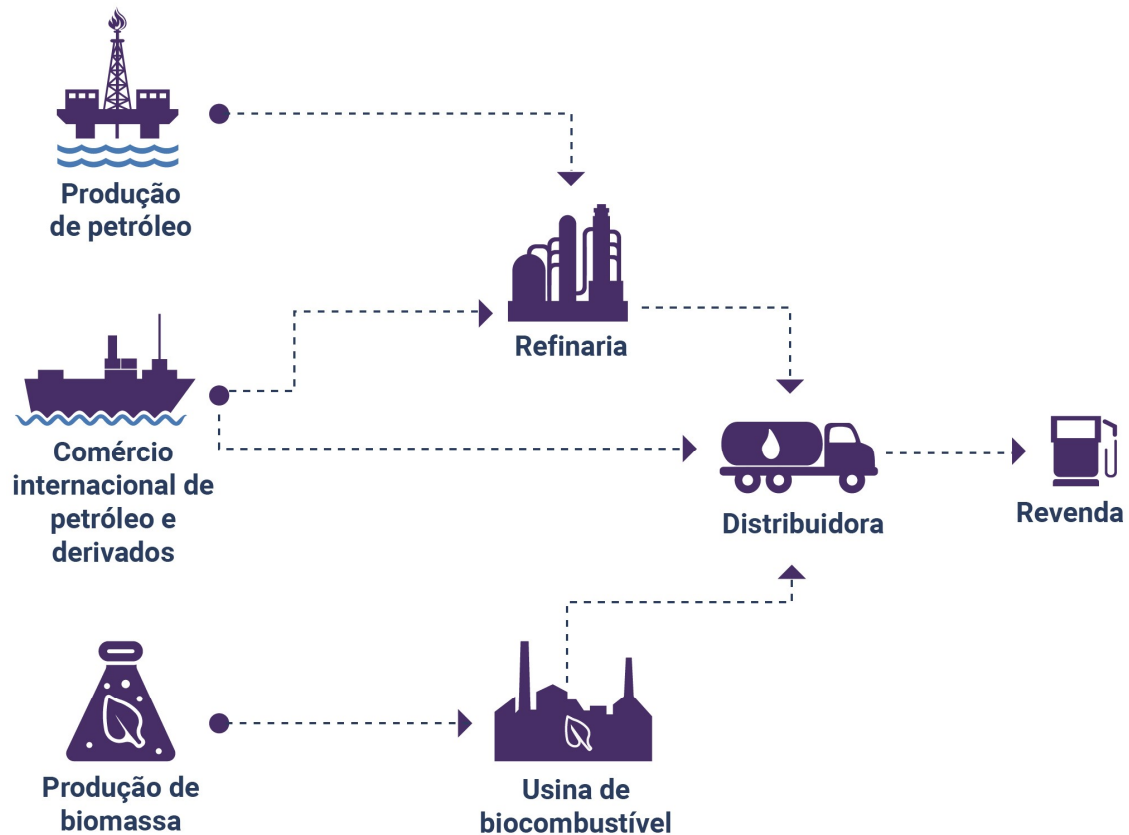 Produção
de petróleo
Refinaria
Comércio
internacional de
petróleo e
derivados
Distribuidora
Revenda
Produção de
biomassa
Usina de
biocombustível